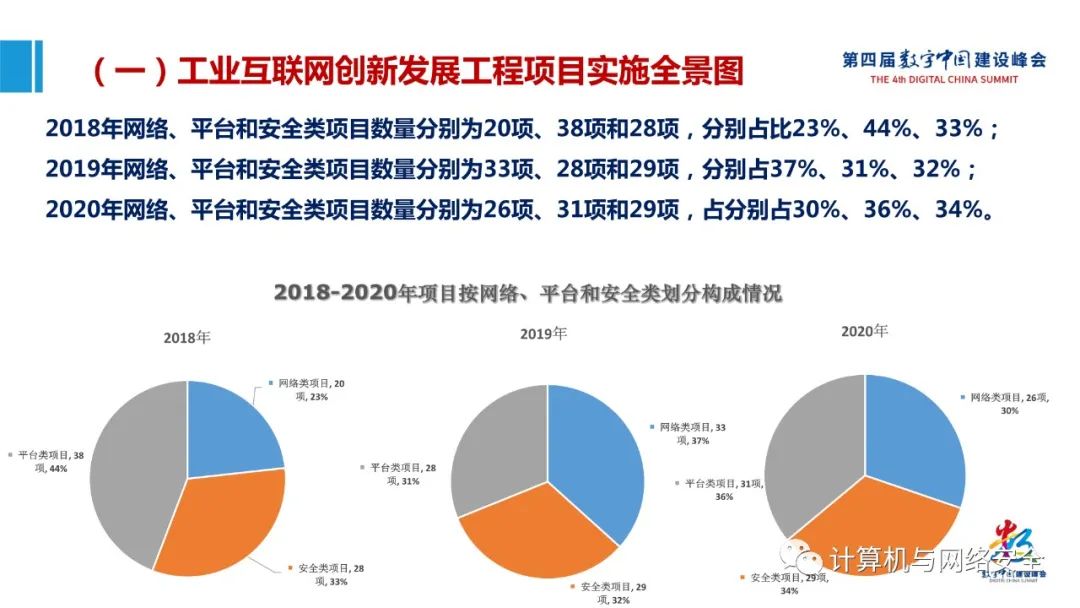 （一）工业互联网创新发展工程项目实施全景图
第四届数字中国建设峰会
THE 4th DIGITAL CHINA SUMMIT
2018年网络、平台和安全类项目数量分别为20项、38项和28项，分别占比23%、44%、33%；
2019年网络、平台和安全类项目数量分别为33项、28项和29项，分别占37%、31%、32%；
2020年网络、平台和安全类项目数量分别为26项、31项和29项，占分别占30%、36%、34%。
2018-2020年项目按网络、平台和安全类划分构成情况
2018年
网络类项目, 20
项, 23%
平台类项目, 38
项, 44%
安全类项目, 28
项, 33%
2019年
网络类项目, 33
项, 37%
平台类项目, 28
项, 31%
安全类项目, 29
项, 32%
2020年
网络类项目, 26项,
30%
平台类项目, 31项,
36%
安全类项目, 29项,
34%
计算机与网络安全
数字中国建设峰会